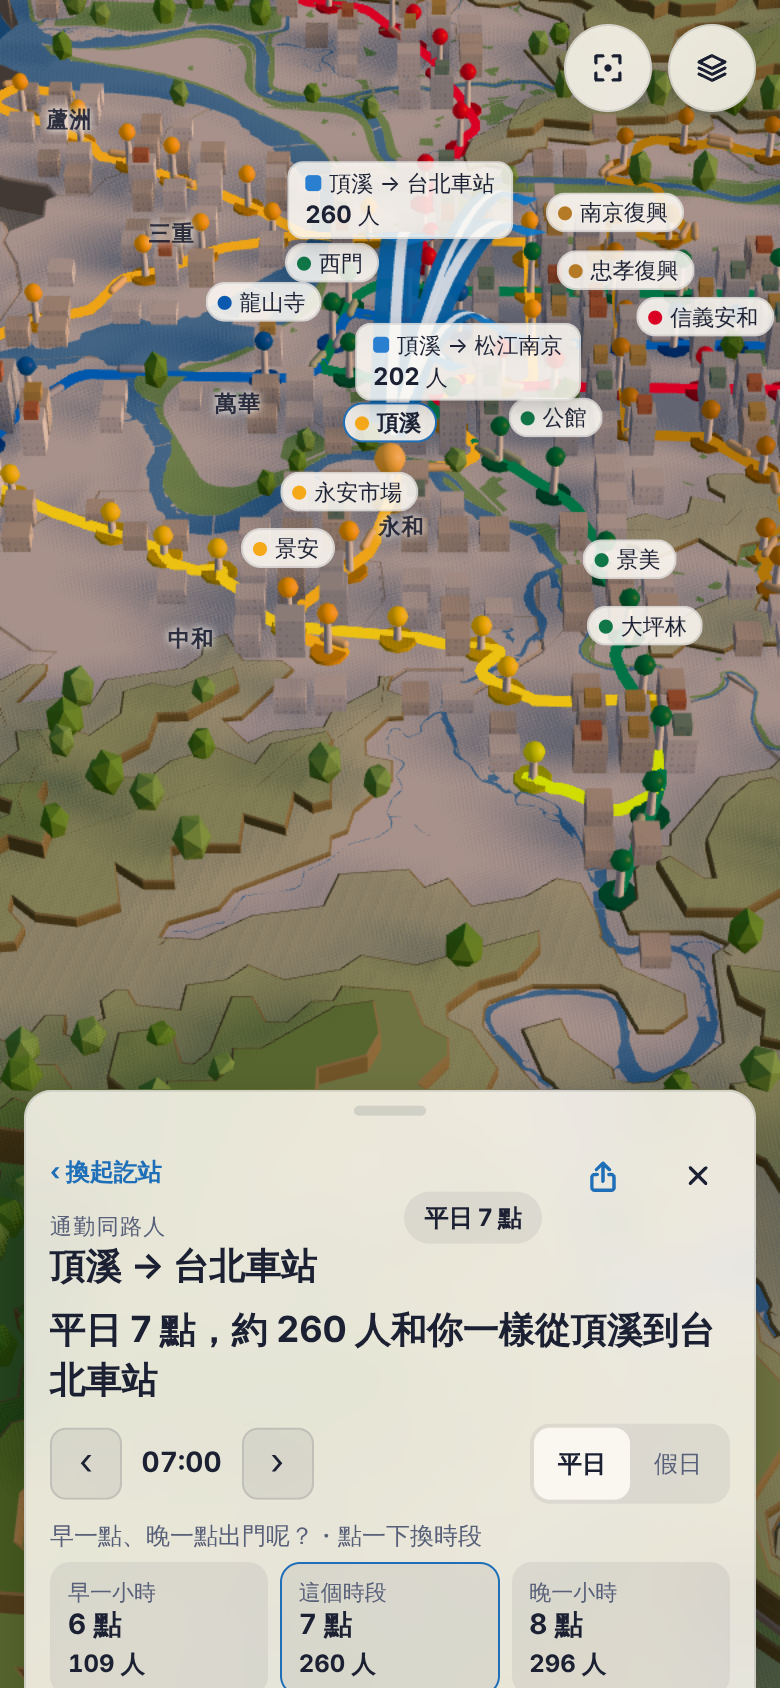 蘆洲
頂溪 → 台北車站
260 人
南京復興
三重
西門
忠孝復興
龍山寺
信義安和
頂溪 → 松江南京
202 人
萬華
頂溪
公館
永安市場
永和
景安
景美
大坪林
中和
‹ 換起訖站
平日 7 點
通勤同路人
頂溪 → 台北車站
平日 7 點，約 260 人和你一樣從頂溪到台
北車站
‹ 07:00 › 平日 假日
早一點、晚一點出門呢？・點一下換時段
早一小時 這個時段 晚一小時
6 點 7 點 8 點
109 人 260 人 296 人